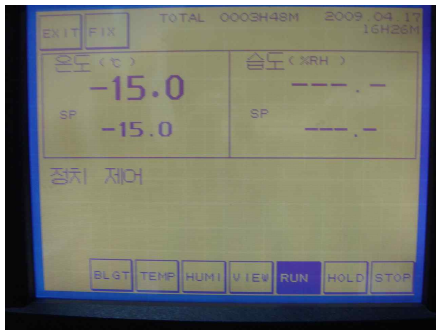 EXIT FIX TOTAL 0003H48M 2009.04.17
16H26M
온도(℃) 습도(%RH)
-15.0 ---.-
SP -15.0 SP ---.-
정치 제어
BLGT TEMP HUMI VIEW RUN HOLD STOP